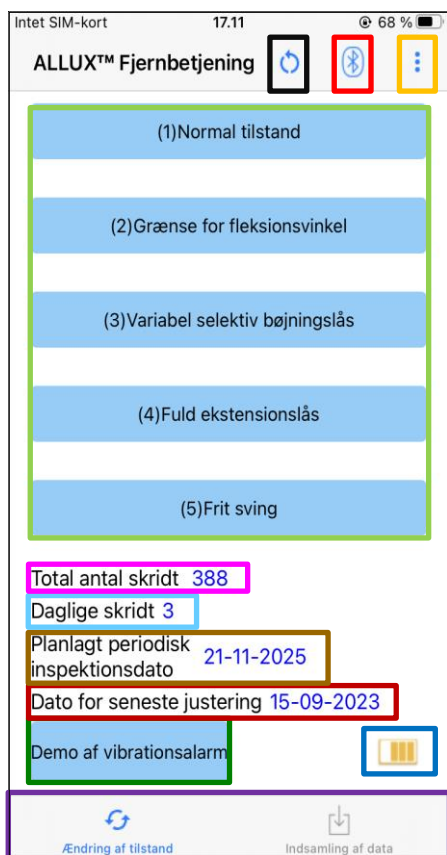 Intet SIM-kort 17.11 68 %
ALLUX™ Fjernbetjening
(1)Normal tilstand
(2)Grænse for fleksionsvinkel
(3)Variabel selektiv bøjningslås
(4)Fuld ekstensionslås
(5)Frit sving
Total antal skridt 388
Daglige skridt 3
Planlagt periodisk
inspektionsdato 21-11-2025
Dato for seneste justering 15-09-2023
Demo af vibrationsalarm
Ændring af tilstand Indsamling af data